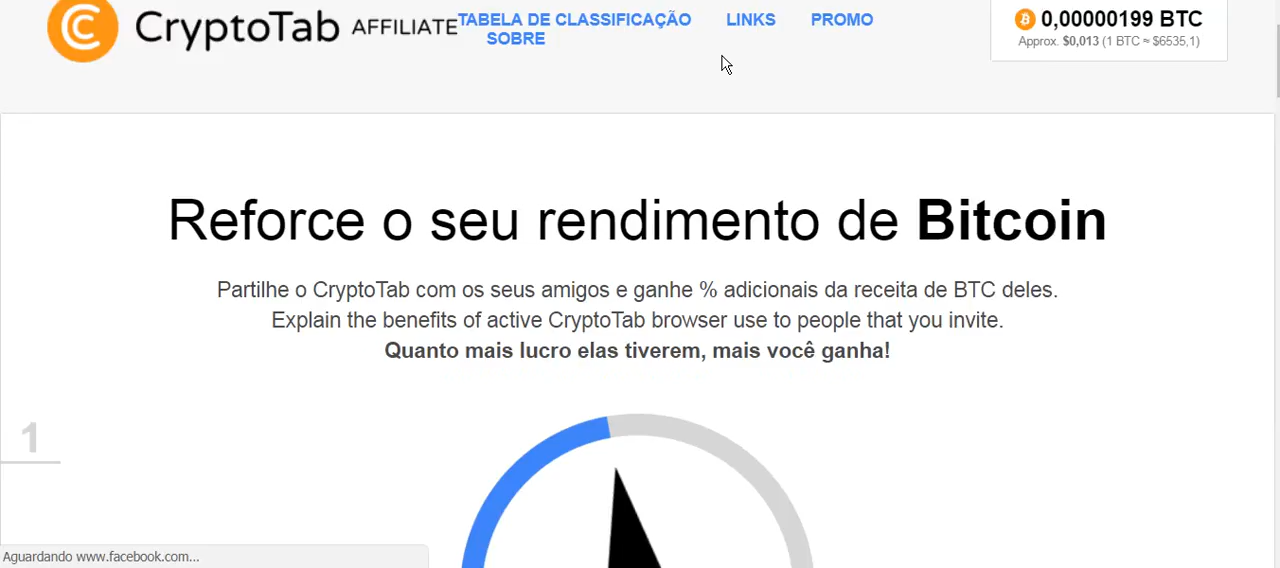 CryptoTab AFFILIATE
TABELA DE CLASSIFICAÇÃO LINKS PROMO
SOBRE
0,00000199 BTC
Approx. $0,013 (1 BTC ≈ $6535,1)
Reforce o seu rendimento de Bitcoin
Partilhe o CryptoTab com os seus amigos e ganhe % adicionais da receita de BTC deles.
Explain the benefits of active CryptoTab browser use to people that you invite.
Quanto mais lucro elas tiverem, mais você ganha!
1
Aguardando www.facebook.com...